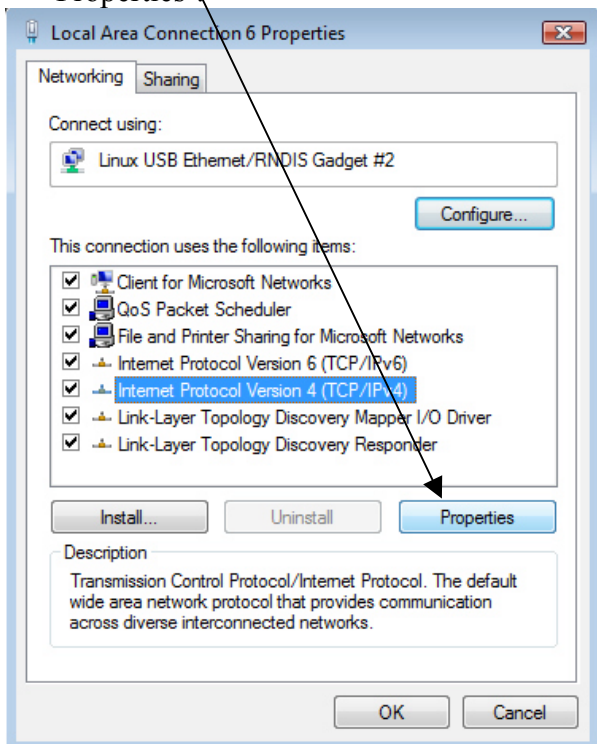 Properties
Local Area Connection 6 Properties
Networking Sharing
Connect using:
Linux USB Ethernet/RNDIS Gadget #2
Configure...
This connection uses the following items:
Client for Microsoft Networks
QoS Packet Scheduler
File and Printer Sharing for Microsoft Networks
Internet Protocol Version 6 (TCP/IPv6)
Internet Protocol Version 4 (TCP/IPv4)
Link-Layer Topology Discovery Mapper I/O Driver
Link-Layer Topology Discovery Responder
Install... Uninstall Properties
Description
Transmission Control Protocol/Internet Protocol. The default
wide area network protocol that provides communication
across diverse interconnected networks.
OK Cancel